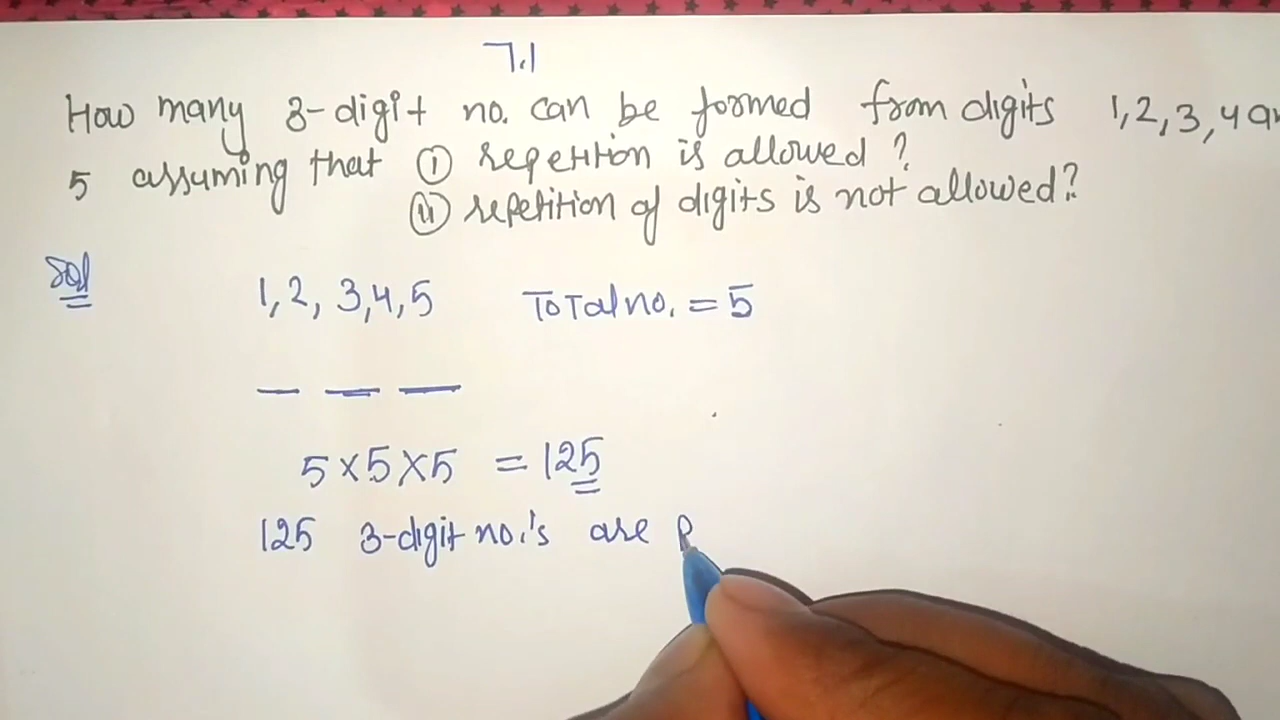 7.1
How many 3-digit no. can be formed from digits 1,2,3,4 an
5 assuming that (i) repetition is allowed?
(ii) repetition of digits is not allowed?
Sol
1,2, 3,4,5 Total no. = 5
5×5×5 = 125
125 3-digit no.'s are P